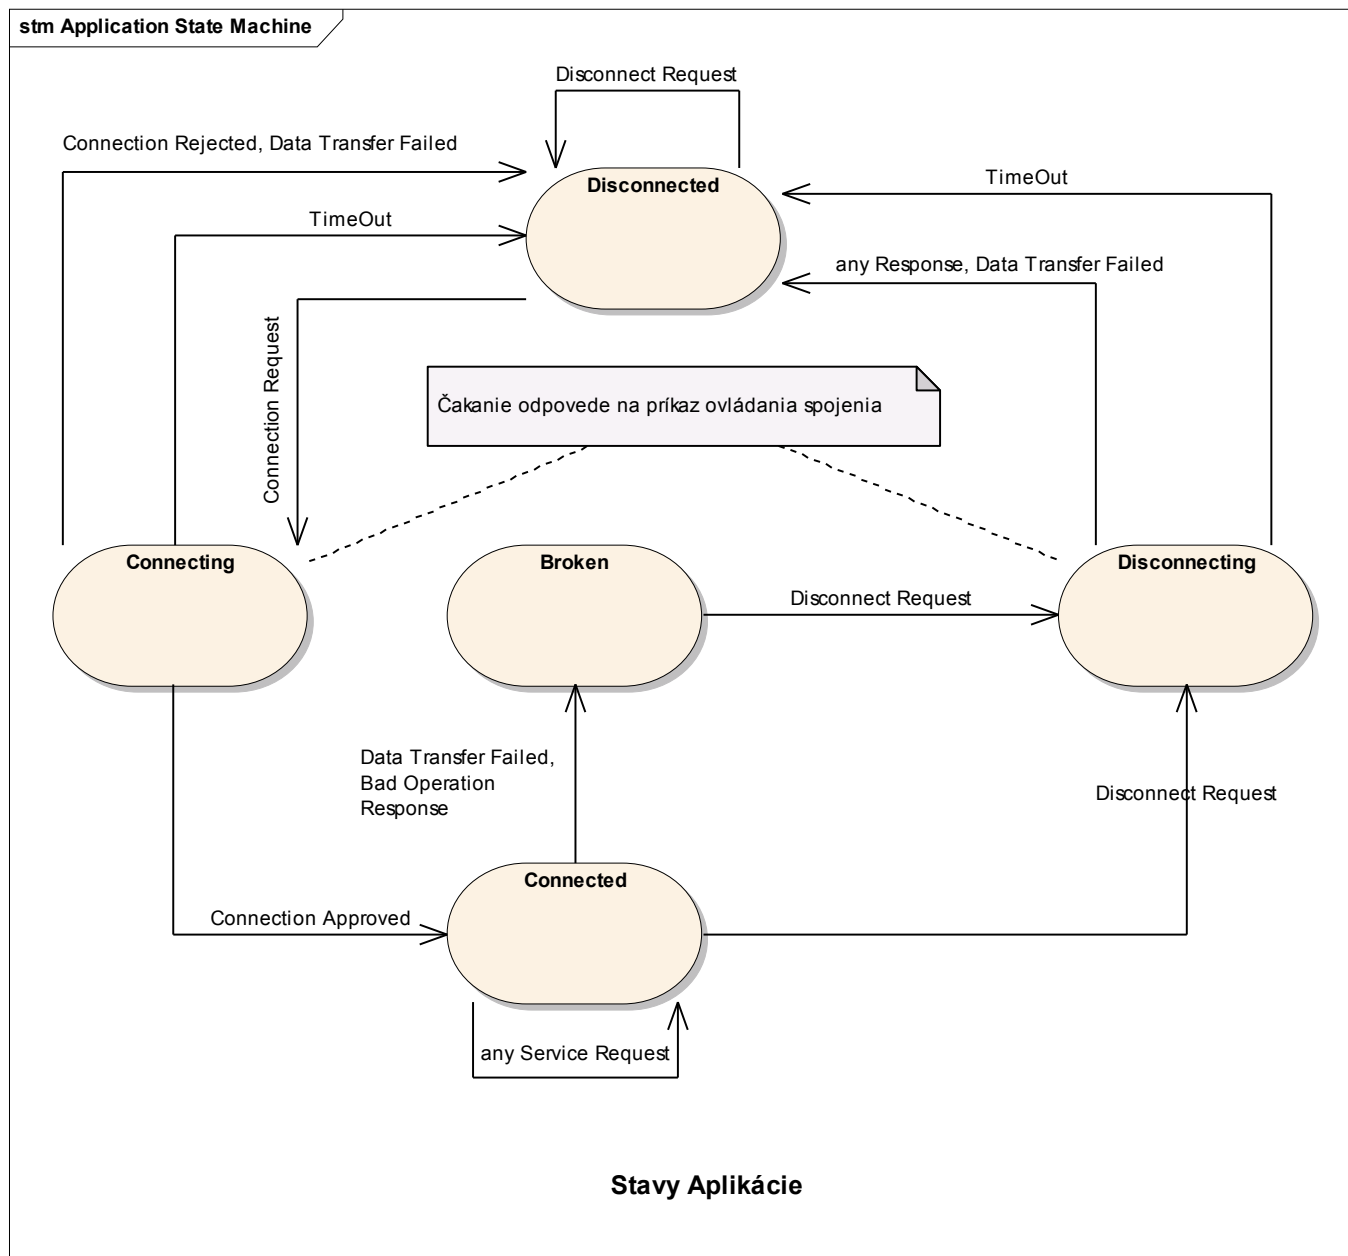 stm Application State Machine
Disconnect Request
Connection Rejected, Data Transfer Failed
TimeOut
Disconnected
TimeOut
any Response, Data Transfer Failed
Connection Request
Čakanie odpovede na príkaz ovládania spojenia
Connecting
Broken
Disconnecting
Disconnect Request
Data Transfer Failed,
Bad Operation
Response
Disconnect Request
Connected
Connection Approved
any Service Request
Stavy Aplikácie